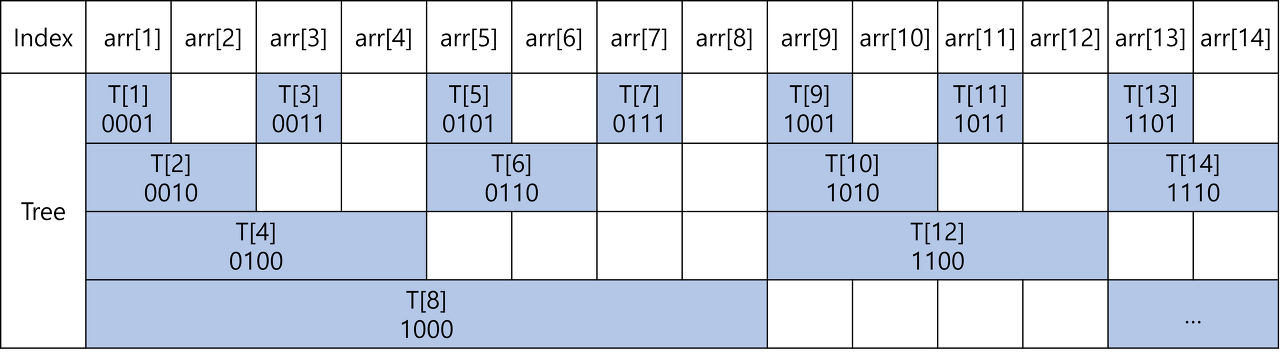 Index arr[1] arr[2] arr[3] arr[4] arr[5] arr[6] arr[7] arr[8] arr[9] arr[10] arr[11] arr[12] arr[13] arr[14]
T[1] T[3] T[5] T[7] T[9] T[11] T[13]
0001 0011 0101 0111 1001 1011 1101
T[2] T[6] T[10] T[14]
0010 0110 1010 1110
Tree
T[4] T[12]
0100 1100
T[8]
1000
...